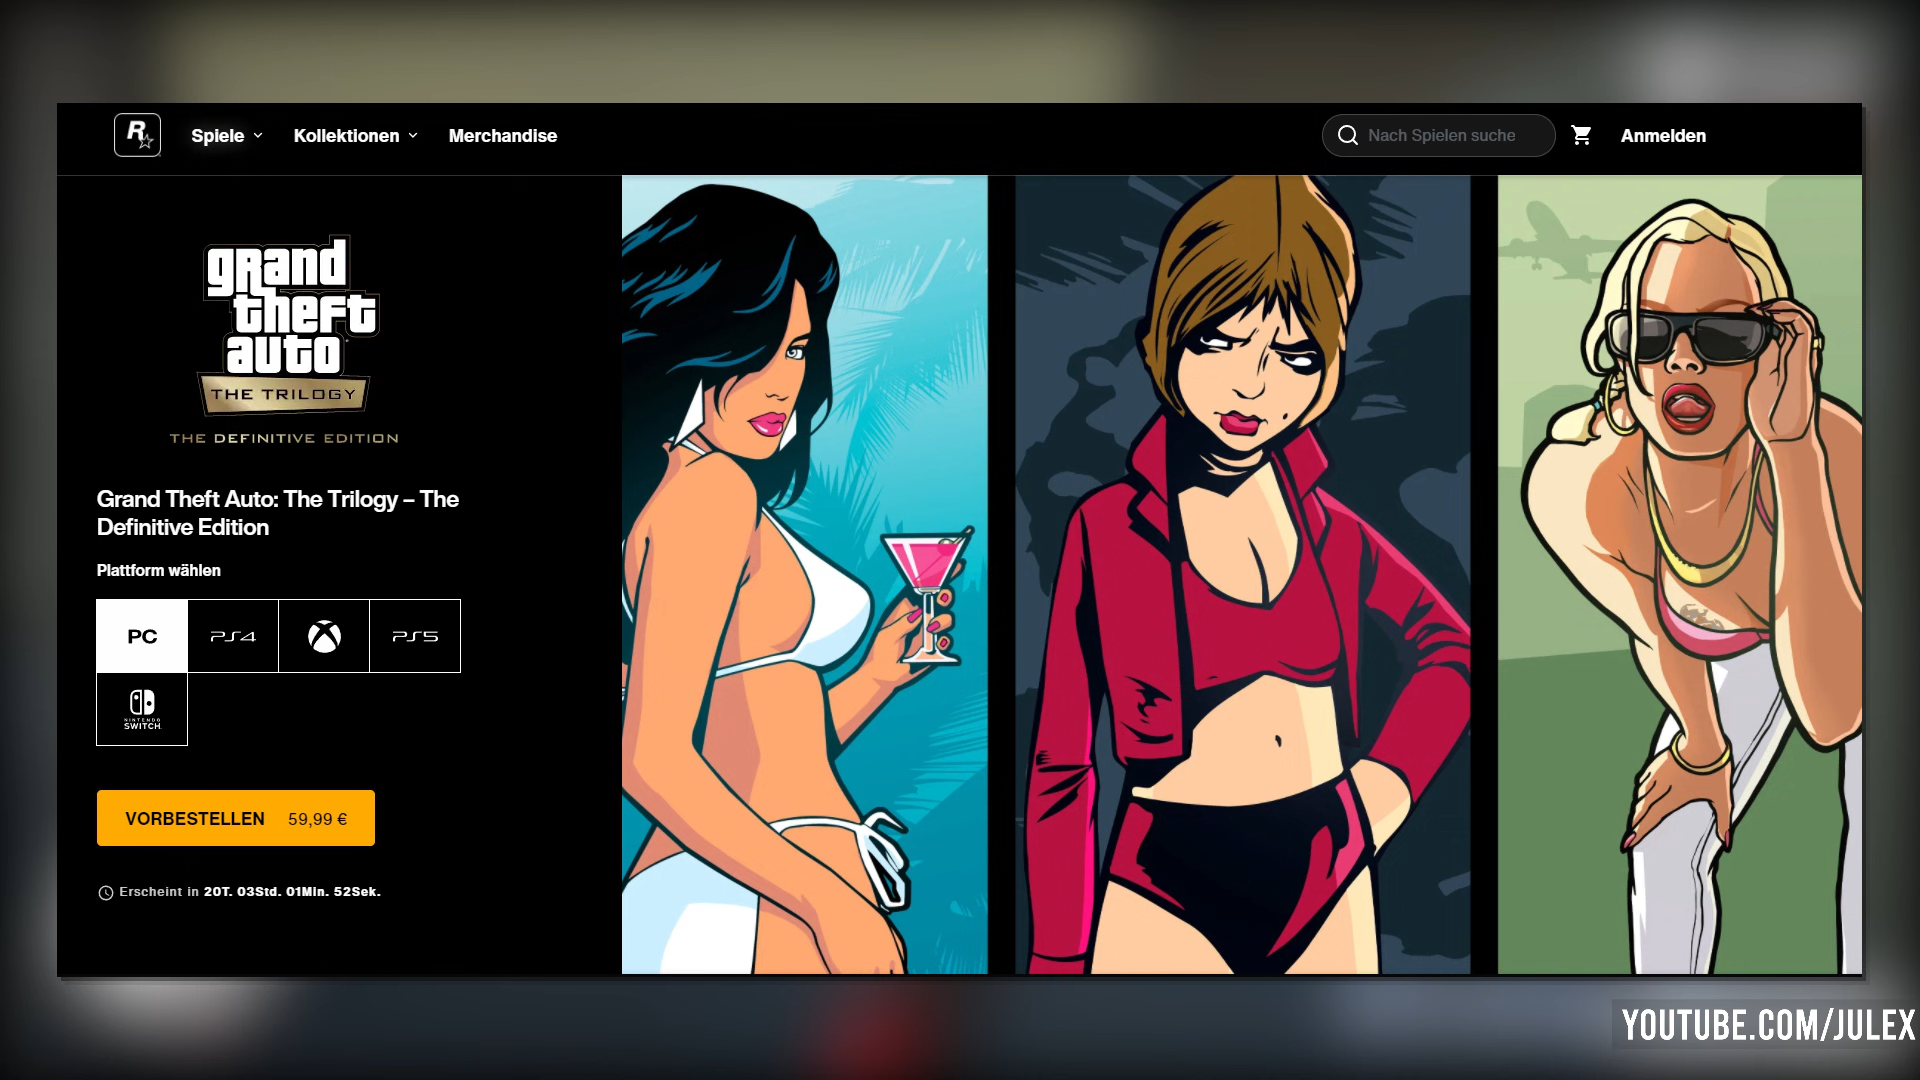 R
Spiele
Kollektionen
Merchandise
Nach Spielen suche
Anmelden
grand
theft
auto
THE TRILOGY
THE DEFINITIVE EDITION
Grand Theft Auto: The Trilogy – The
Definitive Edition
Plattform wählen
PC
PS4
PS5
NINTENDO
SWITCH
VORBESTELLEN 59,99 €
Erscheint in 20T. 03Std. 01Min. 52Sek.
YOUTUBE.COM/JULEX